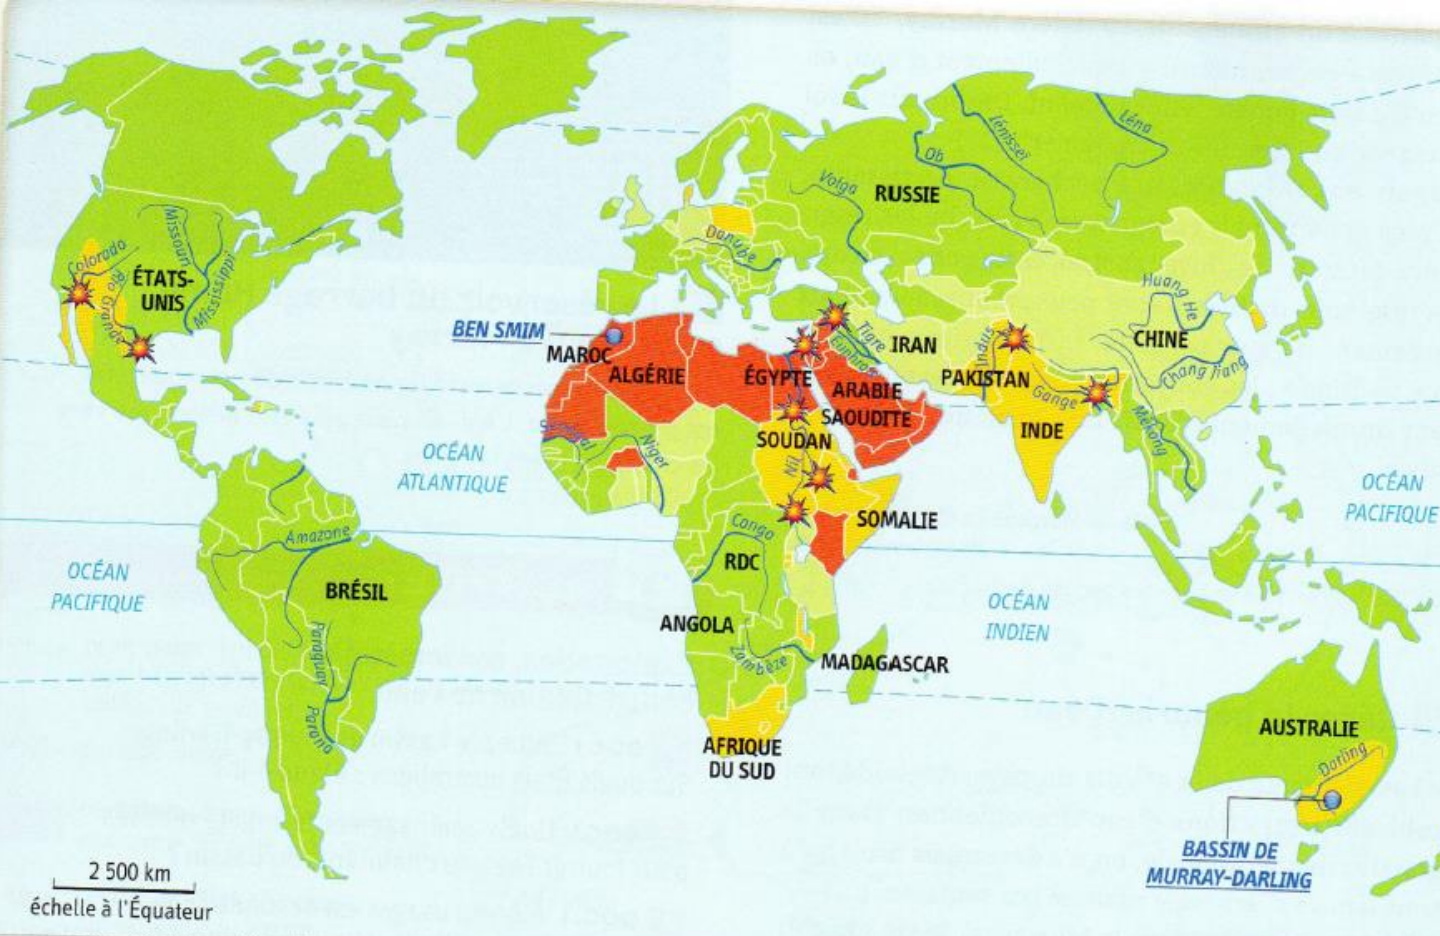 Iénisseï
Léna
Ob
Volga
RUSSIE
Missouri
Danube
Colorado
Rio Grande
ÉTATS-
UNIS
Mississippi
Huang He
BEN SMIM
MAROC
ALGÉRIE
ÉGYPTE
Tigre
Euphrate
IRAN
Indus
CHINE
Chang Jiang
PAKISTAN
Gange
ARABIE
SAOUDITE
SOUDAN
INDE
Mékong
Sénégal
Niger
Nil
OCÉAN
ATLANTIQUE
OCÉAN
PACIFIQUE
SOMALIE
Amazone
Congo
RDC
OCÉAN
PACIFIQUE
BRÉSIL
OCÉAN
INDIEN
ANGOLA
Paraguay
Zambèze
MADAGASCAR
Parana
AFRIQUE
DU SUD
AUSTRALIE
Darling
BASSIN DE
MURRAY-DARLING
2 500 km
échelle à l'Équateur